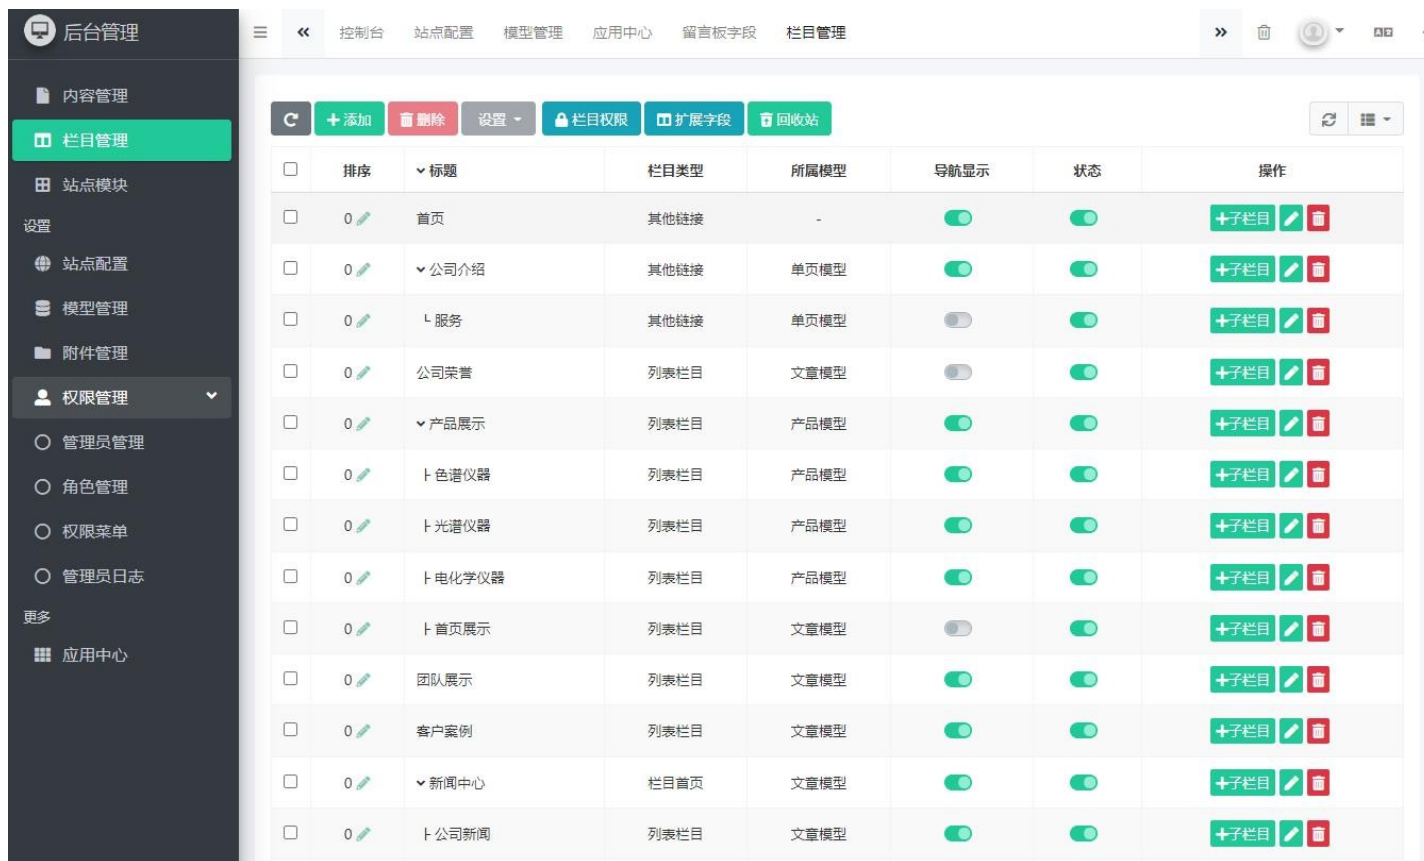 后台管理
控制台 站点配置 模型管理 应用中心 留言板字段 栏目管理
内容管理
栏目管理
站点模块
设置
站点配置
模型管理
附件管理
权限管理
管理员管理
角色管理
权限菜单
管理员日志
更多
应用中心
添加 删除 设置 栏目权限 扩展字段 回收站
排序 标题 栏目类型 所属模型 导航显示 状态 操作
0 首页 其他链接 - +子栏目
0 公司介绍 其他链接 单页模型 +子栏目
0 └ 服务 其他链接 单页模型 +子栏目
0 公司荣誉 列表栏目 文章模型 +子栏目
0 产品展示 列表栏目 产品模型 +子栏目
0 ├ 色谱仪器 列表栏目 产品模型 +子栏目
0 ├ 光谱仪器 列表栏目 产品模型 +子栏目
0 ├ 电化学仪器 列表栏目 产品模型 +子栏目
0 ├ 首页展示 列表栏目 文章模型 +子栏目
0 团队展示 列表栏目 文章模型 +子栏目
0 客户案例 列表栏目 文章模型 +子栏目
0 新闻中心 栏目首页 文章模型 +子栏目
0 ├ 公司新闻 列表栏目 文章模型 +子栏目